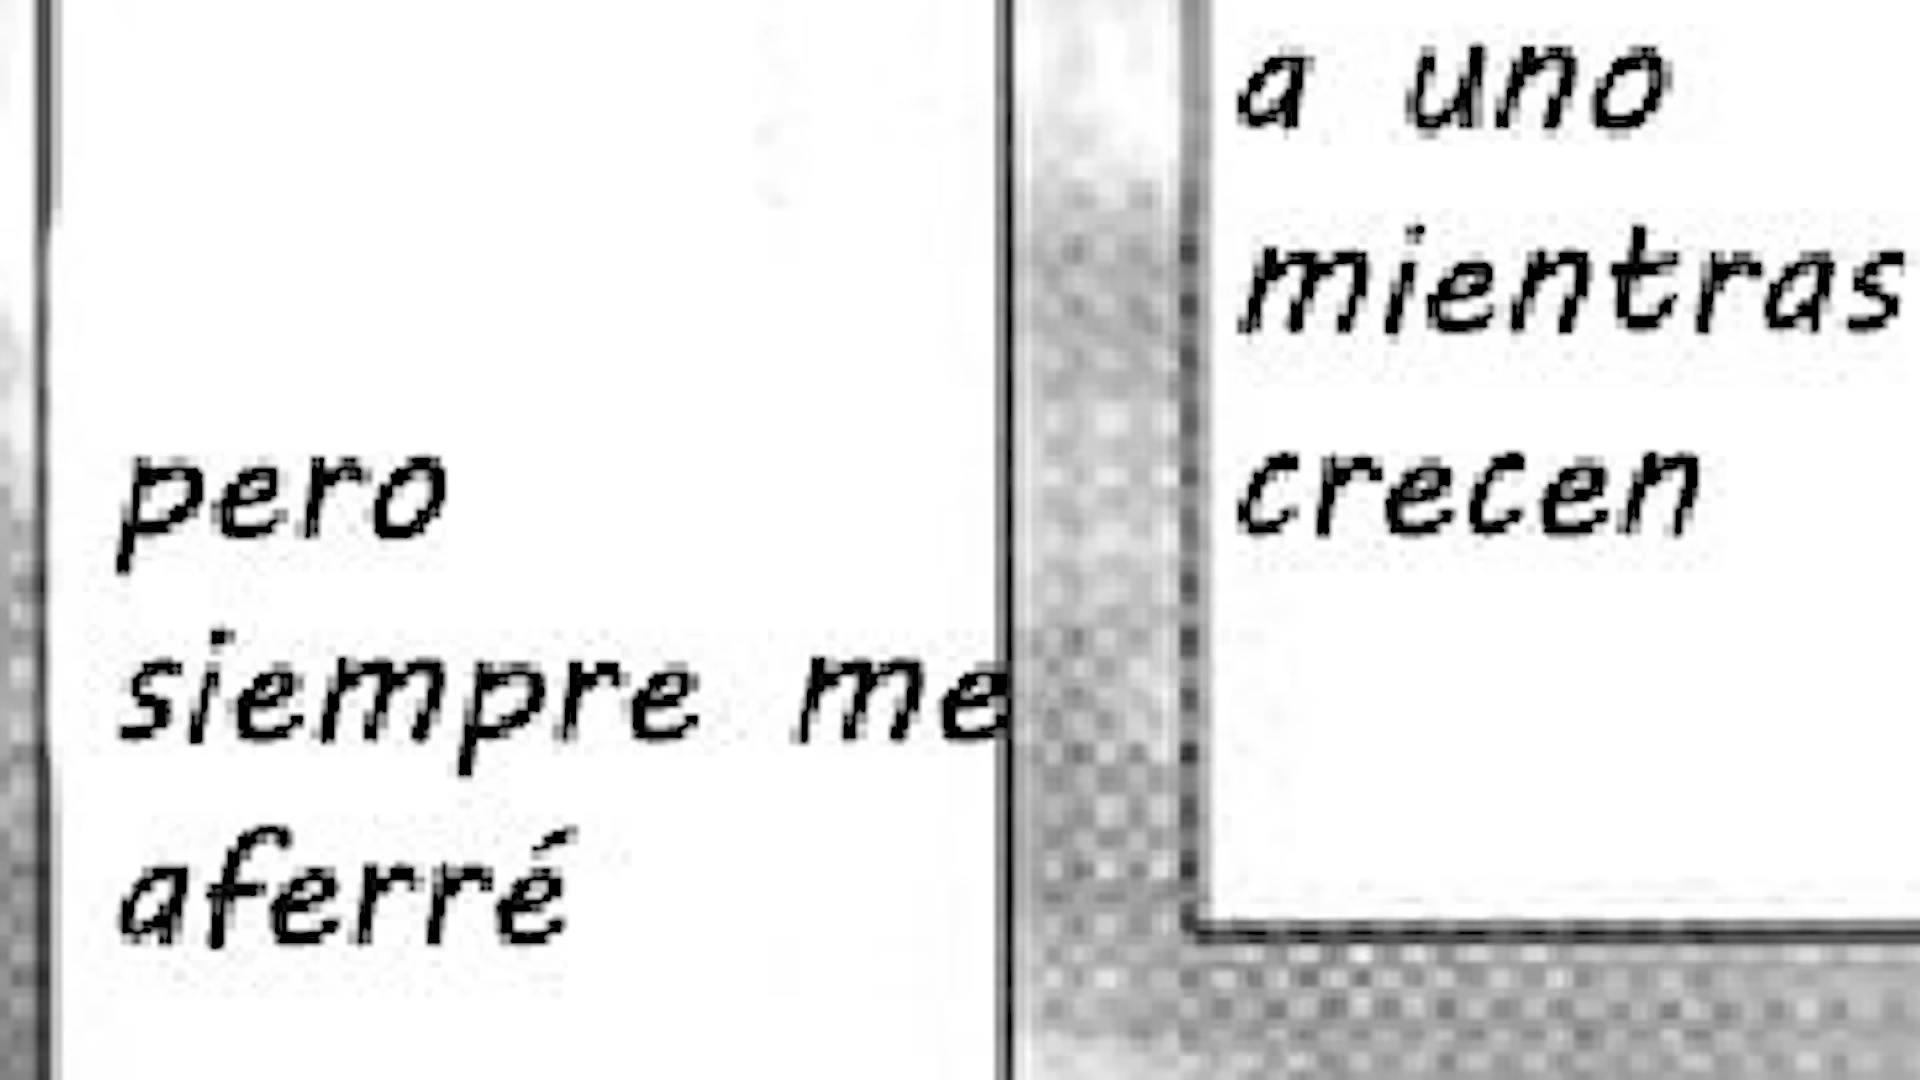 a uno
mientras
crecen
pero
siempre me
aferré